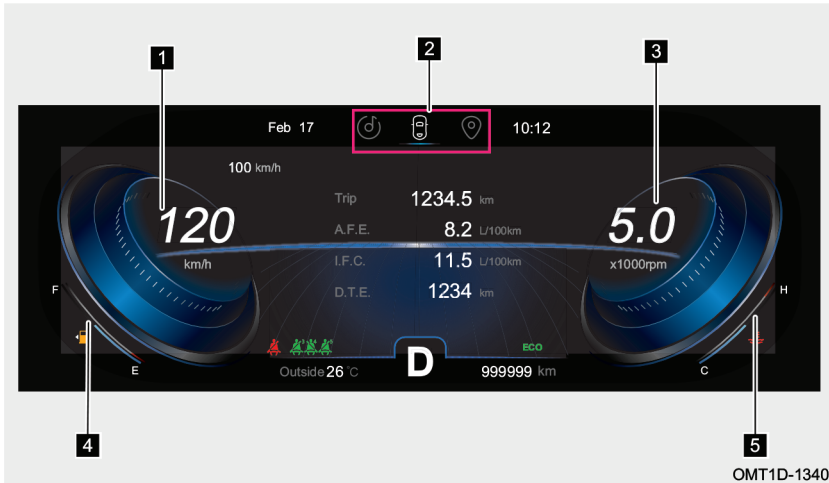 1
2
3
Feb 17
10:12
100 km/h
Trip 1234.5 km
120
5.0
A.F.E. 8.2 L/100km
km/h
x1000rpm
I.F.C. 11.5 L/100km
F
H
D.T.E. 1234 km
ECO
E
C
Outside 26 °C
D
999999 km
4
5
OMT1D-1340